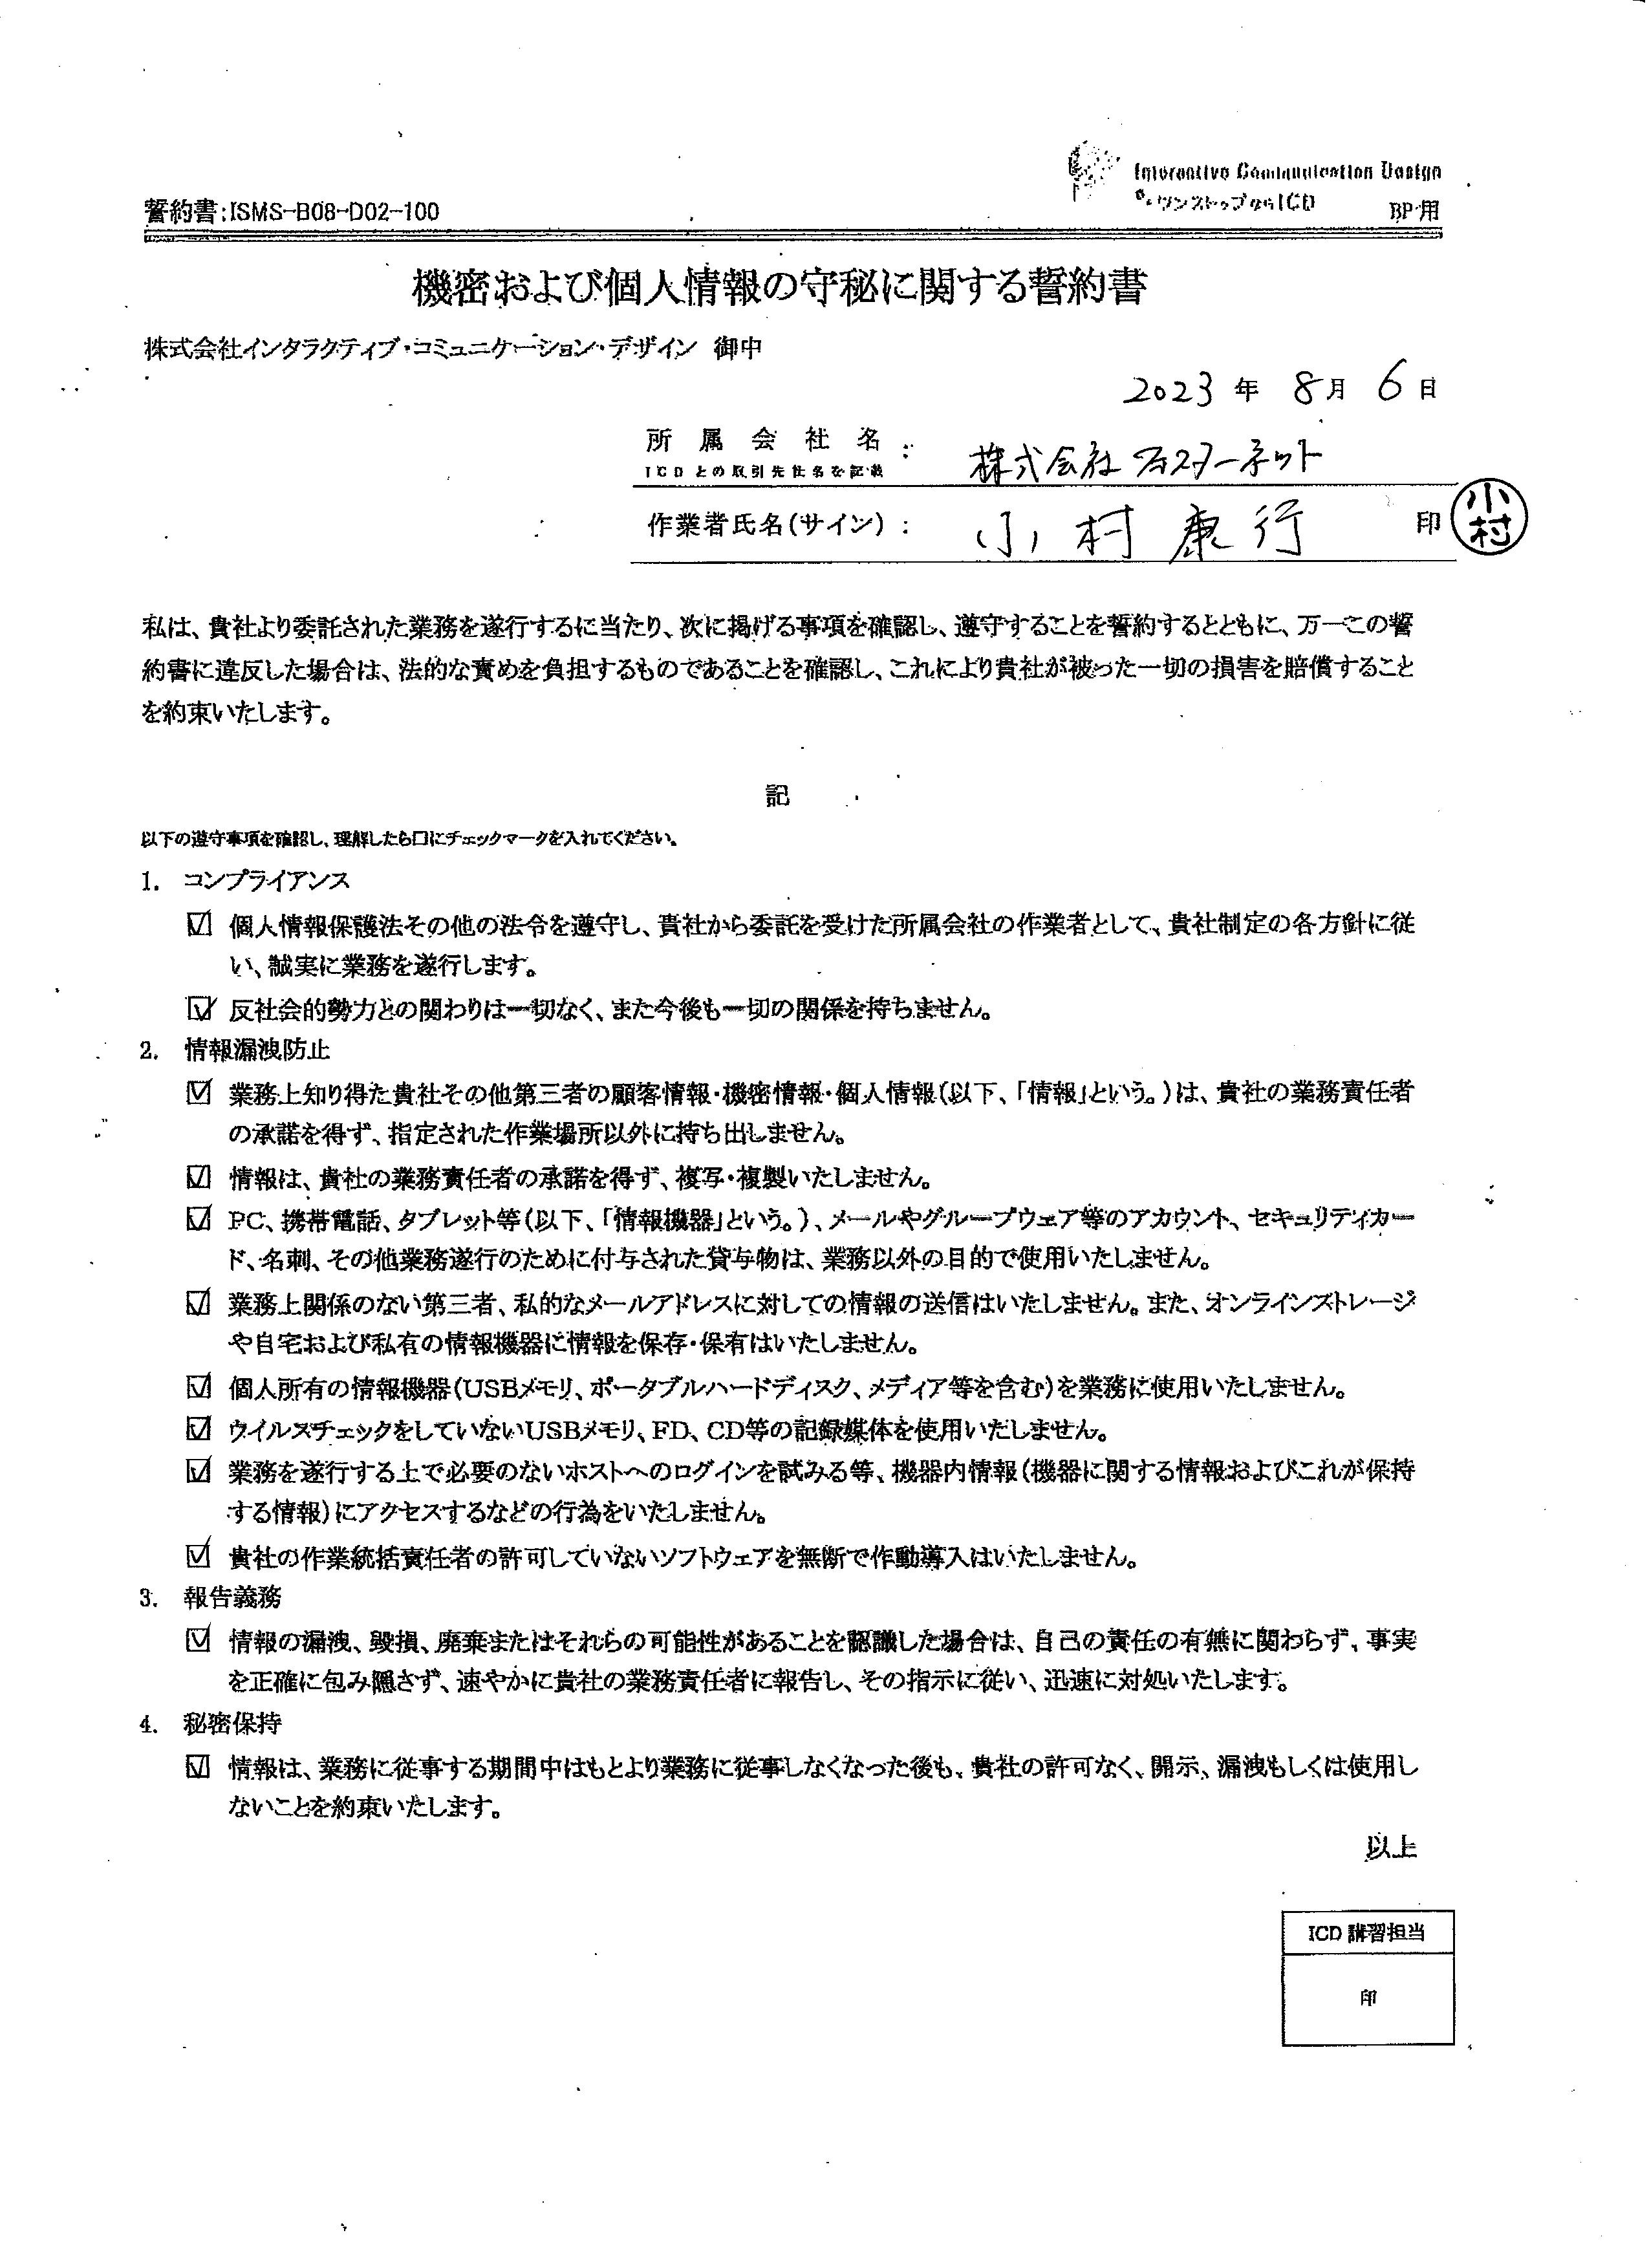 Interactive Communication Design
ワンストップならICD
誓約書:ISMS-B08-D02-100
BP用
機密および個人情報の守秘に関する誓約書
株式会社インタラクティブ・コミュニケーション・デザイン 御中
2023 年 8 月 6 日
所属会社名:
ICDとの取引先社名を記載
株式会社フォスターネット
作業者氏名(サイン): 小村 康行 印 小村
私は、貴社より委託された業務を遂行するに当たり、次に掲げる事項を確認し、遵守することを誓約するとともに、万一この誓
約書に違反した場合は、法的な責めを負担するものであることを確認し、これにより貴社が被った一切の損害を賠償すること
を約束いたします。
記
以下の遵守事項を確認し、理解したら口にチェックマークを入れてください。
1. コンプライアンス
☑ 個人情報保護法その他の法令を遵守し、貴社から委託を受けた所属会社の作業者として、貴社制定の各方針に従
い、誠実に業務を遂行します。
☑ 反社会的勢力との関わりは一切なく、また今後も一切の関係を持ちません。
2. 情報漏洩防止
☑ 業務上知り得た貴社その他第三者の顧客情報・機密情報・個人情報(以下、「情報」という。)は、貴社の業務責任者
の承諾を得ず、指定された作業場所以外に持ち出しません。
☑ 情報は、貴社の業務責任者の承諾を得ず、複写・複製いたしません。
☑ PC、携帯電話、タブレット等(以下、「情報機器」という。)、メールやグループウェア等のアカウント、セキュリティカー
ド、名刺、その他業務遂行のために付与された貸与物は、業務以外の目的で使用いたしません。
☑ 業務上関係のない第三者、私的なメールアドレスに対しての情報の送信はいたしません。また、オンラインストレージ
や自宅および私有の情報機器に情報を保存・保有はいたしません。
☑ 個人所有の情報機器(USBメモリ、ポータブルハードディスク、メディア等を含む)を業務に使用いたしません。
☑ ウイルスチェックをしていないUSBメモリ、FD、CD等の記録媒体を使用いたしません。
☑ 業務を遂行する上で必要のないホストへのログインを試みる等、機器内情報(機器に関する情報およびこれが保持
する情報)にアクセスするなどの行為をいたしません。
☑ 貴社の作業統括責任者の許可していないソフトウェアを無断で作動導入はいたしません。
3. 報告義務
☑ 情報の漏洩、毀損、廃棄またはそれらの可能性があることを認識した場合は、自己の責任の有無に関わらず、事実
を正確に包み隠さず、速やかに貴社の業務責任者に報告し、その指示に従い、迅速に対処いたします。
4. 秘密保持
☑ 情報は、業務に従事する期間中はもとより業務に従事しなくなった後も、貴社の許可なく、開示、漏洩もしくは使用し
ないことを約束いたします。
以上
ICD 講習担当
印